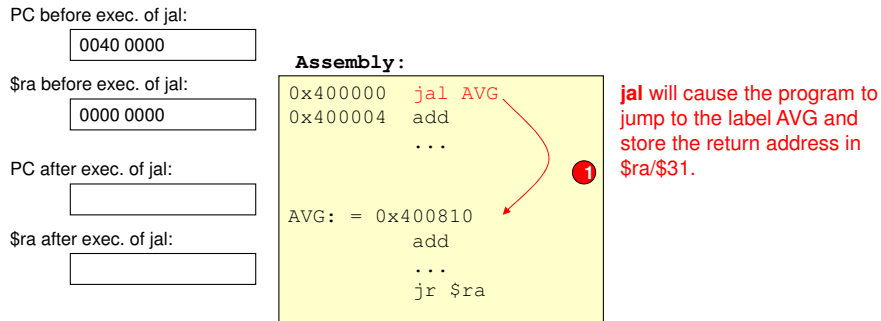 PC before exec. of jal:
0040 0000
$ra before exec. of jal:
0000 0000
PC after exec. of jal:
$ra after exec. of jal:
Assembly:
0x400000 jal AVG
0x400004 add
...
AVG: = 0x400810
add
...
jr $ra
1
jal will cause the program to
jump to the label AVG and
store the return address in
$ra/$31.